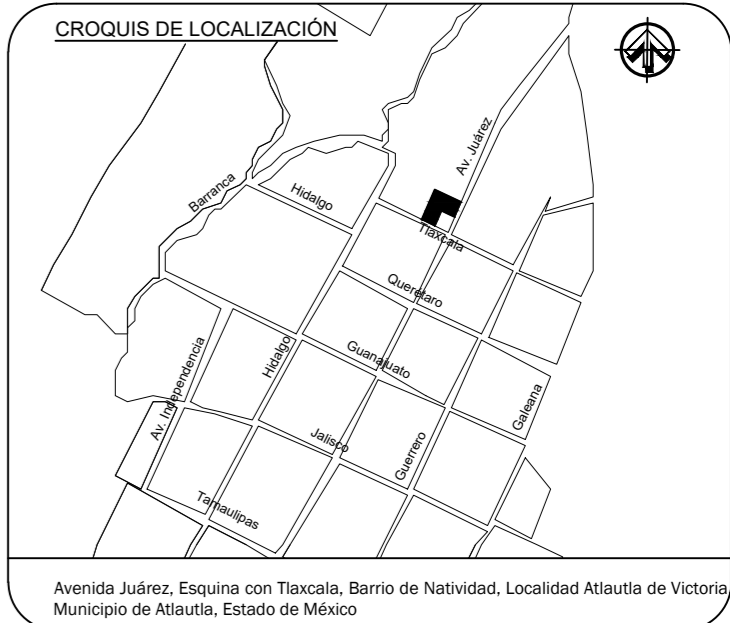 CROQUIS DE LOCALIZACIÓN
Av. Juárez
Barranca
Hidalgo
Tlaxcala
Querétaro
Guanajuato
Hidalgo
Av. Independencia
Galeana
Jalisco
Guerrero
Tamaulipas
Avenida Juárez, Esquina con Tlaxcala, Barrio de Natividad, Localidad Atlautla de Victoria,
Municipio de Atlautla, Estado de México